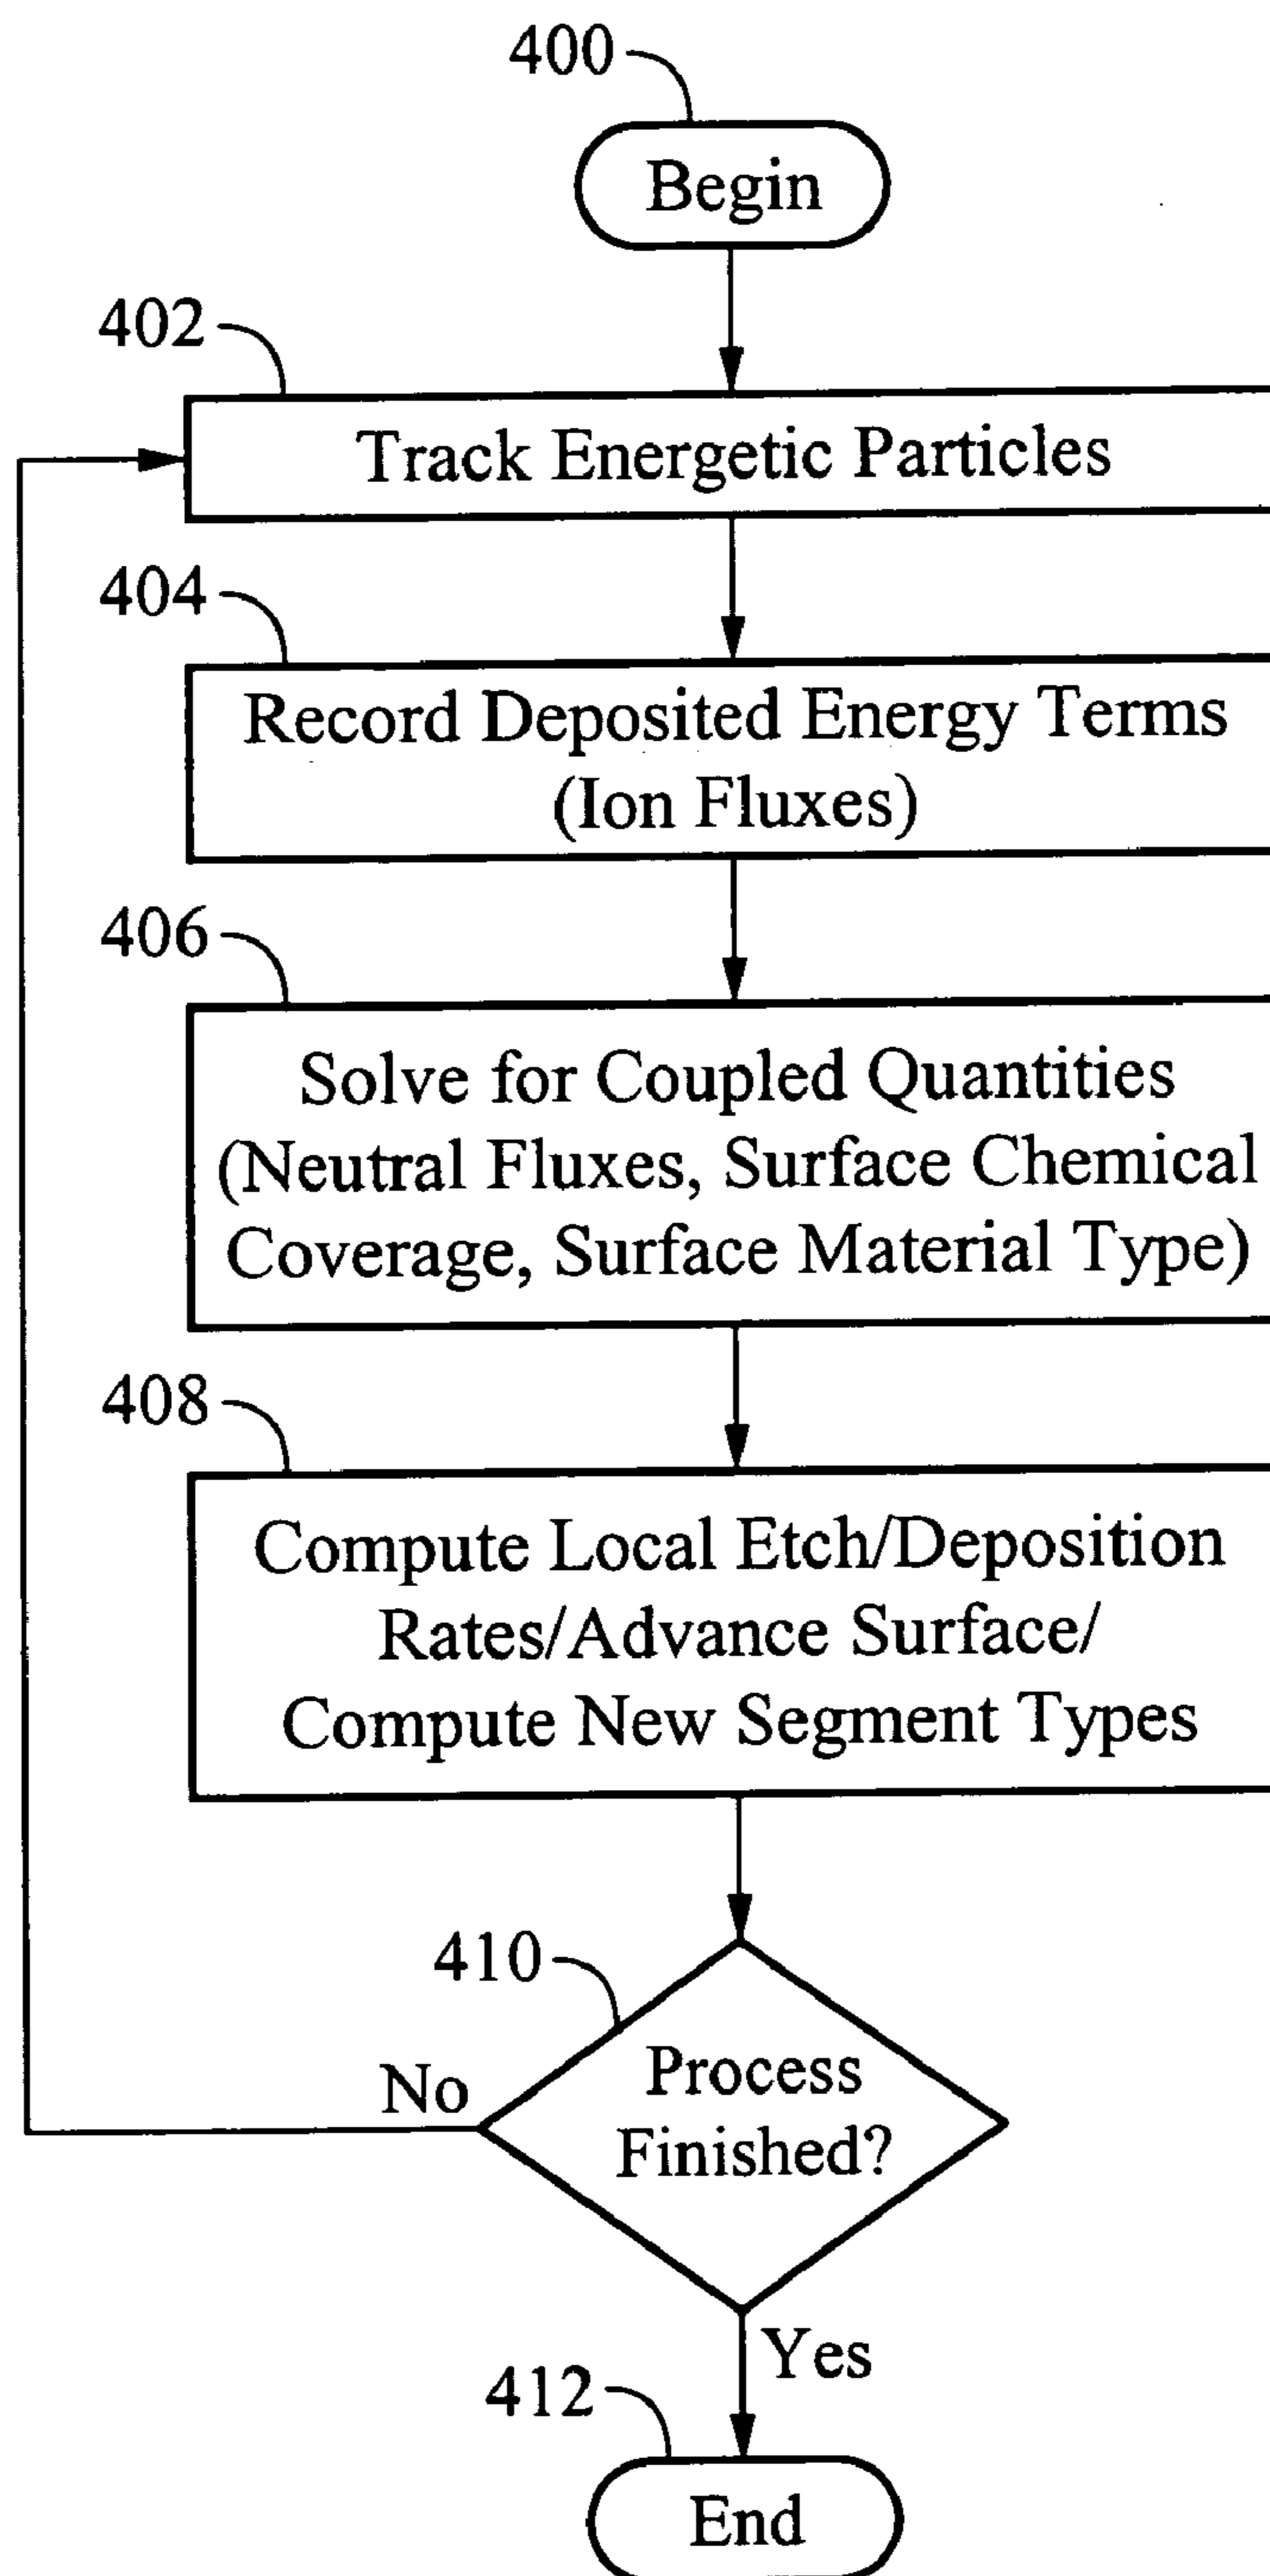 400
Begin
402
Track Energetic Particles
404
Record Deposited Energy Terms
(Ion Fluxes)
406
Solve for Coupled Quantities
(Neutral Fluxes, Surface Chemical
Coverage, Surface Material Type)
408
Compute Local Etch/Deposition
Rates/Advance Surface/
Compute New Segment Types
410
Process
Finished?
No
Yes
412
End